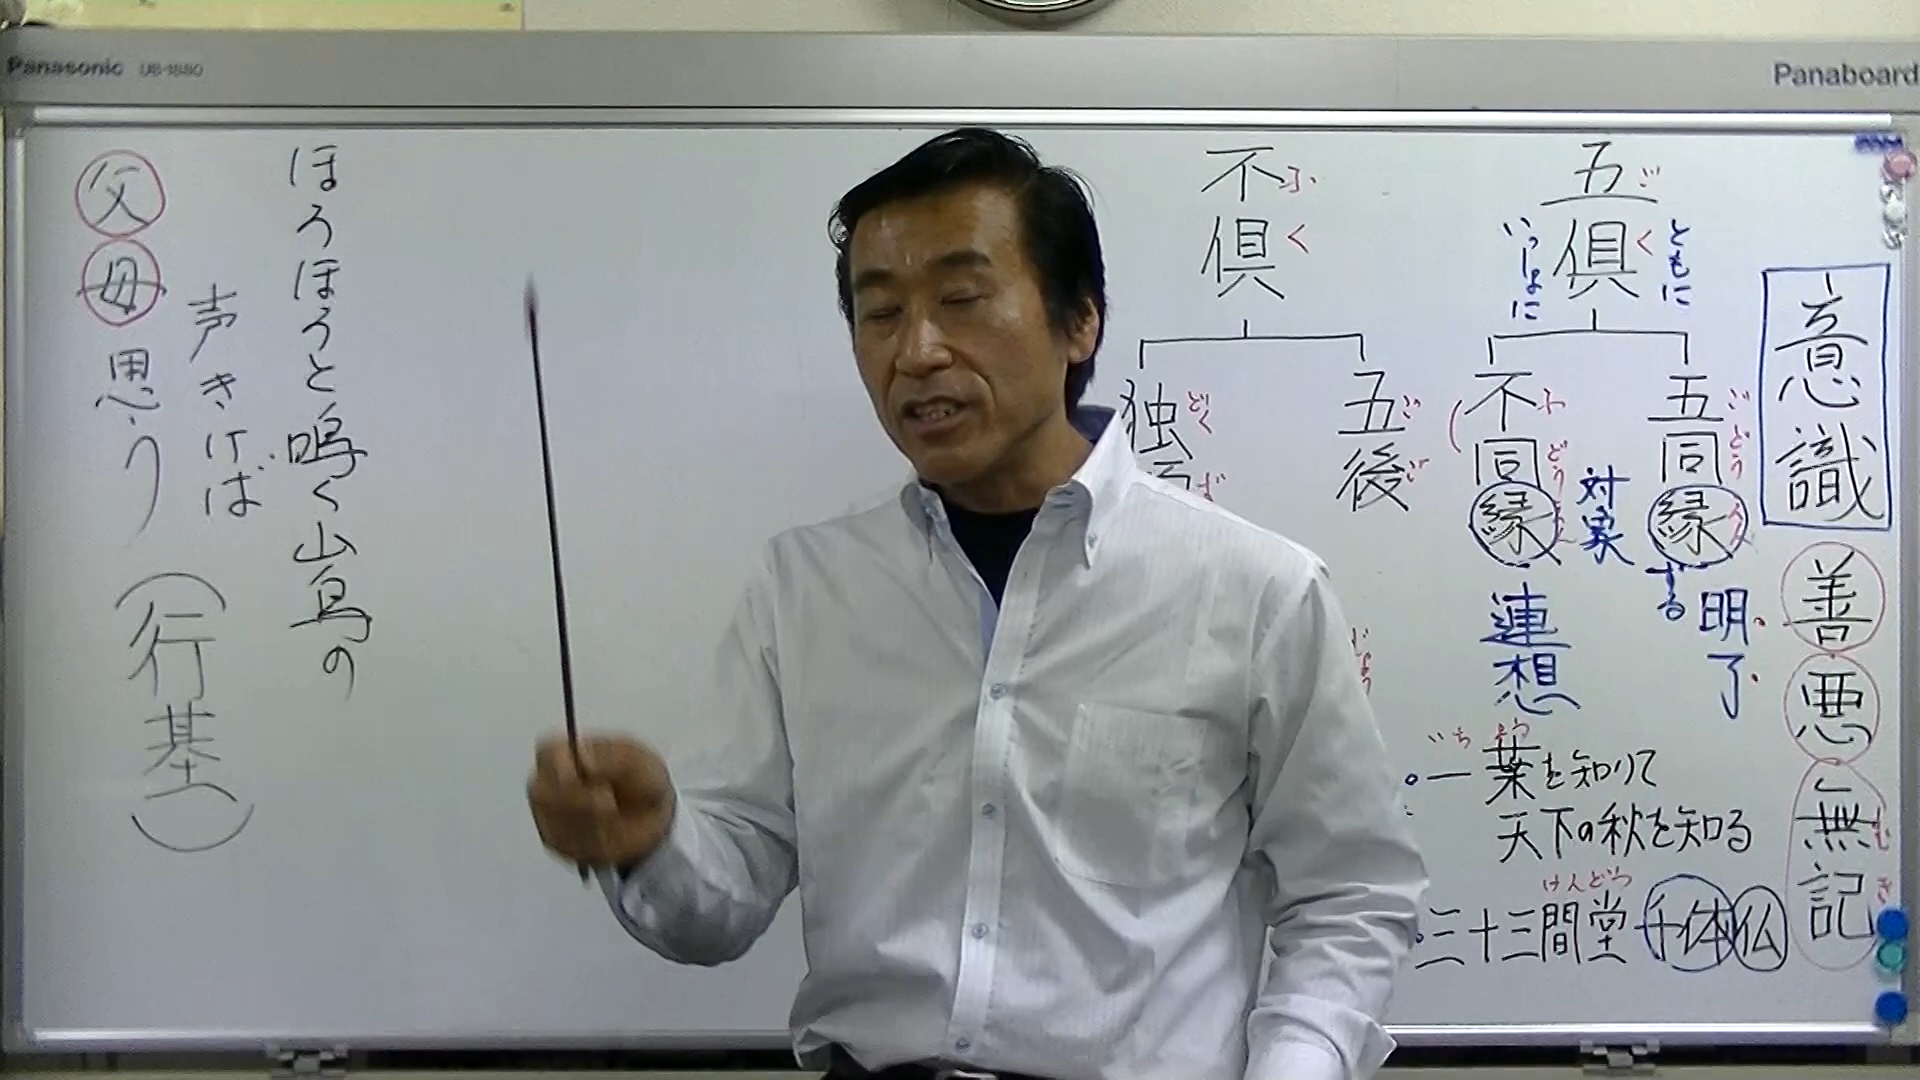 Panasonic UB-1880
Panaboard
意識
善悪無記
むき
五倶
ごく
ともに
いっしょに
五同縁
ごどうえん
ずる
明了
対象
不同縁
ふどうえん
連想
一葉を知りて
いちよう
天下の秋を知る
三十三間堂 千体仏
けんどう
不倶
ふく
五後
ごご
独
どく
ず
じょう
ほろほろと鳴く山鳥の
声きけば
父母思う
(行基)